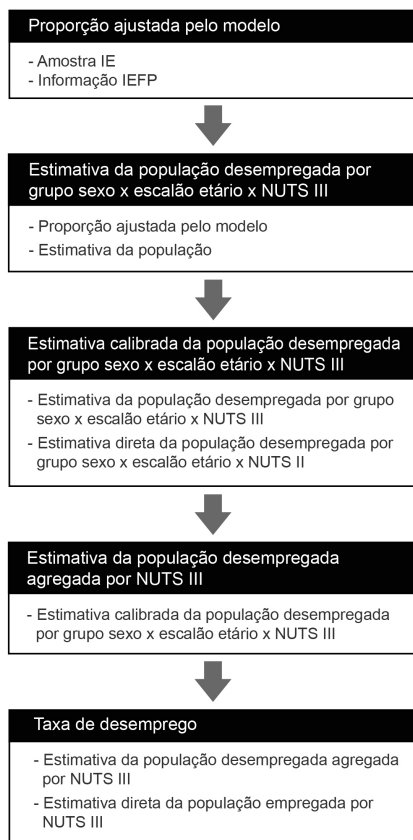 Proporção ajustada pelo modelo
- Amostra IE
- Informação IEFP
Estimativa da população desempregada por
grupo sexo x escalão etário x NUTS III
- Proporção ajustada pelo modelo
- Estimativa da população
Estimativa calibrada da população desempregada
por grupo sexo x escalão etário x NUTS III
- Estimativa da população desempregada por grupo
sexo x escalão etário x NUTS III
- Estimativa direta da população desempregada por
grupo sexo x escalão etário x NUTS II
Estimativa da população desempregada
agregada por NUTS III
- Estimativa calibrada da população desempregada
por grupo sexo x escalão etário x NUTS III
Taxa de desemprego
- Estimativa da população desempregada agregada
por NUTS III
- Estimativa direta da população empregada por
NUTS III